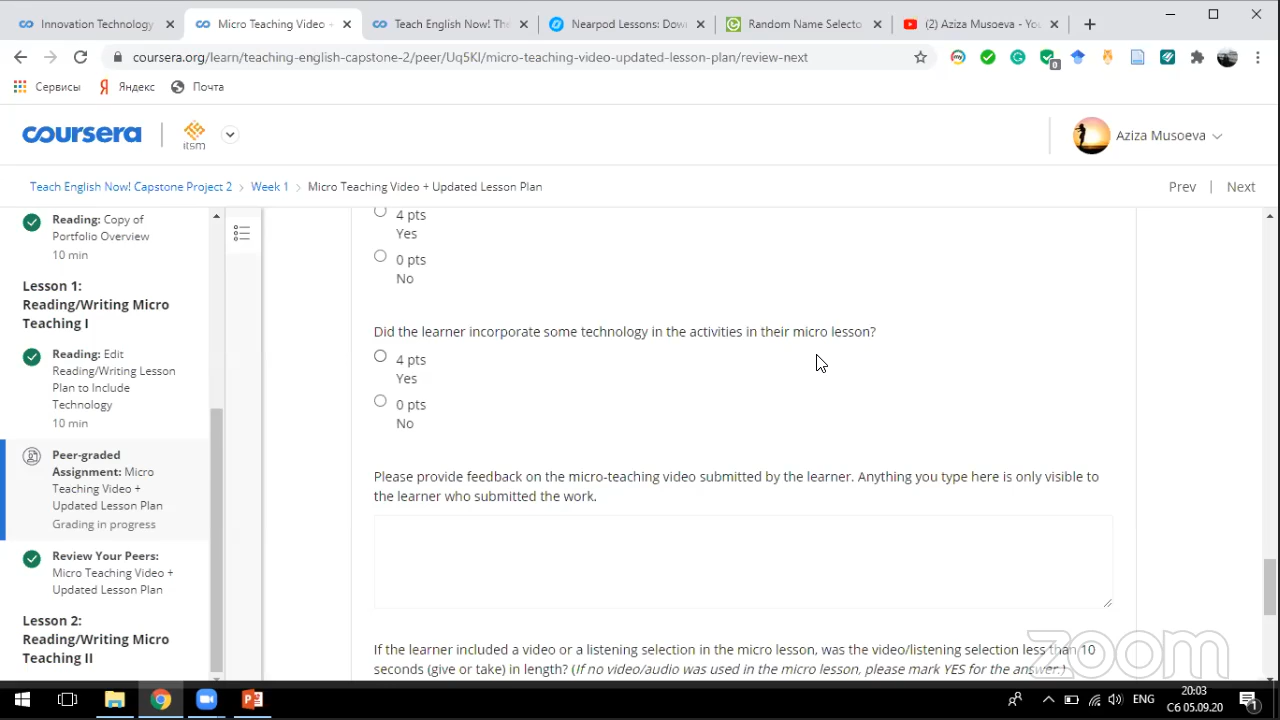 Innovation Technology
Micro Teaching Video -
Teach English Now! The
Nearpod Lessons: Dow
Random Name Selecto
(2) Aziza Musoeva - You
coursera.org/learn/teaching-english-capstone-2/peer/Uq5KI/micro-teaching-video-updated-lesson-plan/review-next
Сервисы
Яндекс
Почта
coursera
itsm
Aziza Musoeva
Teach English Now! Capstone Project 2 > Week 1 > Micro Teaching Video + Updated Lesson Plan
Prev | Next
Reading: Copy of
Portfolio Overview
10 min
Lesson 1:
Reading/Writing Micro
Teaching I
Reading: Edit
Reading/Writing Lesson
Plan to Include
Technology
10 min
Peer-graded
Assignment: Micro
Teaching Video +
Updated Lesson Plan
Grading in progress
Review Your Peers:
Micro Teaching Video +
Updated Lesson Plan
Lesson 2:
Reading/Writing Micro
Teaching II
4 pts
Yes
0 pts
No
Did the learner incorporate some technology in the activities in their micro lesson?
4 pts
Yes
0 pts
No
Please provide feedback on the micro-teaching video submitted by the learner. Anything you type here is only visible to
the learner who submitted the work.
If the learner included a video or a listening selection in the micro lesson, was the video/listening selection less than 10
seconds (give or take) in length? (If no video/audio was used in the micro lesson, please mark YES for the answer.)
zoom
ENG
20:03
Сб 05.09.20